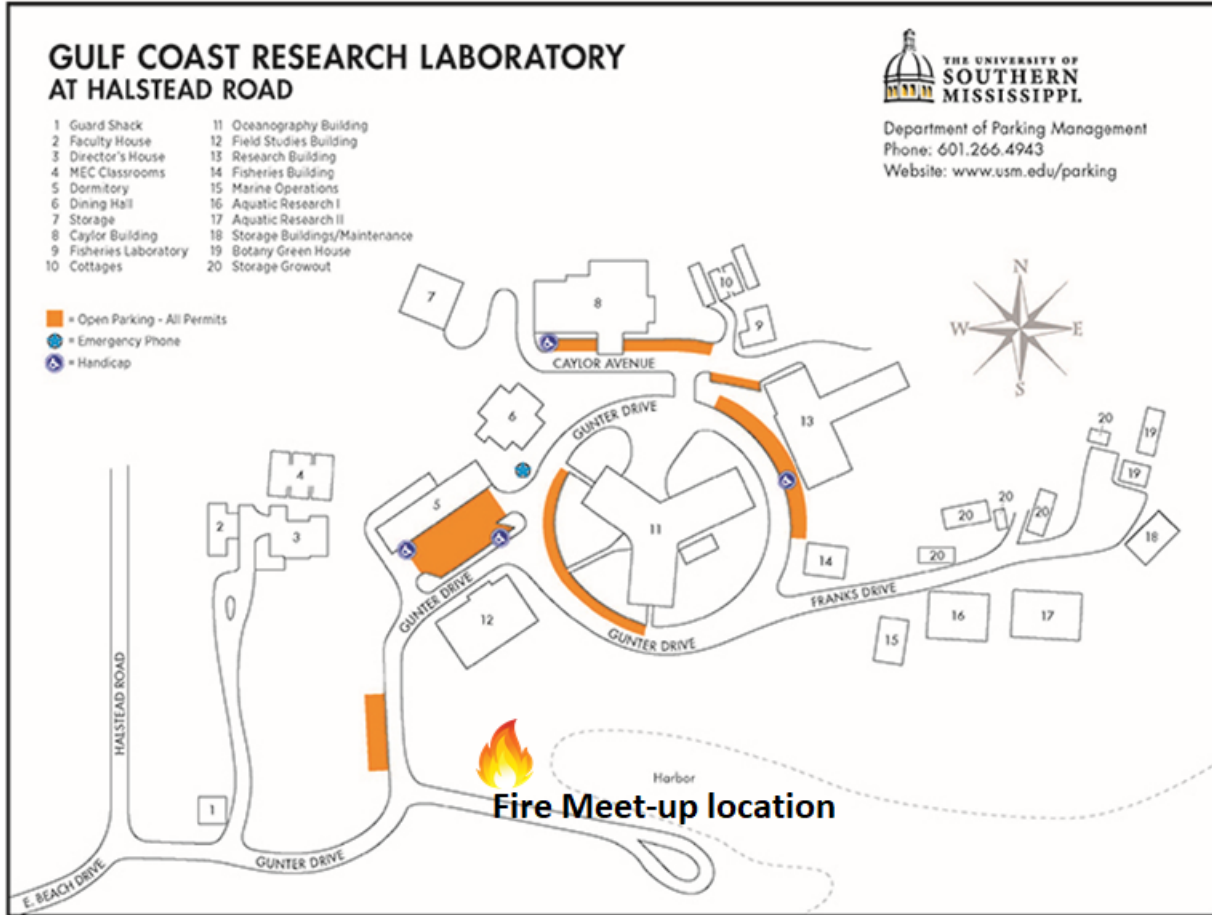 GULF COAST RESEARCH LABORATORY
AT HALSTEAD ROAD
1 Guard Shack
2 Faculty House
3 Director's House
4 MEC Classrooms
5 Dormitory
6 Dining Hall
7 Storage
8 Caylor Building
9 Fisheries Laboratory
10 Cottages
11 Oceanography Building
12 Field Studies Building
13 Research Building
14 Fisheries Building
15 Marine Operations
16 Aquatic Research I
17 Aquatic Research II
18 Storage Buildings/Maintenance
19 Botany Green House
20 Storage Growout
= Open Parking - All Permits
= Emergency Phone
= Handicap
THE UNIVERSITY OF
SOUTHERN
MISSISSIPPI.
Department of Parking Management
Phone: 601.266.4943
Website: www.usm.edu/parking
N
W
E
S
7
8
10
9
CAYLOR AVENUE
6
GUNTER DRIVE
13
20
19
19
4
5
2
3
11
20
20
20
18
14
20
FRANKS DRIVE
GUNTER DRIVE
12
GUNTER DRIVE
15
16
17
HALSTEAD ROAD
Harbor
Fire Meet-up location
1
GUNTER DRIVE
E. BEACH DRIVE